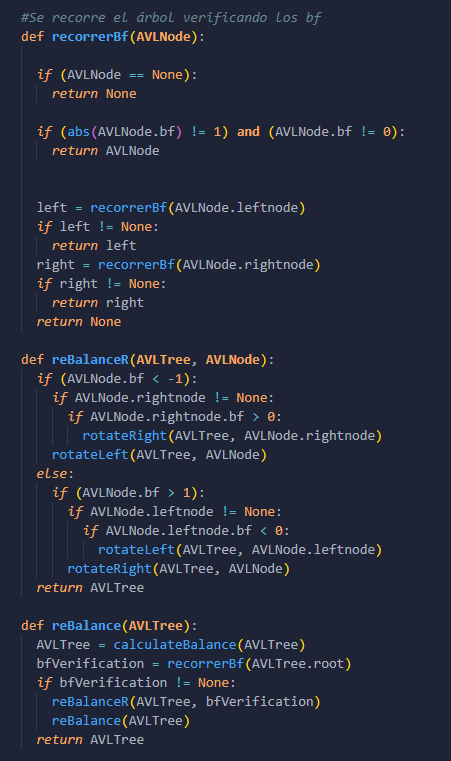 #Se recorre el árbol verificando los bf
def recorrerBf(AVLNode):

  if (AVLNode == None):
    return None

  if (abs(AVLNode.bf) != 1) and (AVLNode.bf != 0):
    return AVLNode


  left = recorrerBf(AVLNode.leftnode)
  if left != None:
    return left
  right = recorrerBf(AVLNode.rightnode)
  if right != None:
    return right
  return None

def reBalanceR(AVLTree, AVLNode):
  if (AVLNode.bf < -1):
    if AVLNode.rightnode != None:
      if AVLNode.rightnode.bf > 0:
        rotateRight(AVLTree, AVLNode.rightnode)
    rotateLeft(AVLTree, AVLNode)
  else:
    if (AVLNode.bf > 1):
      if AVLNode.leftnode != None:
        if AVLNode.leftnode.bf < 0:
          rotateLeft(AVLTree, AVLNode.leftnode)
      rotateRight(AVLTree, AVLNode)
  return AVLTree

def reBalance(AVLTree):
  AVLTree = calculateBalance(AVLTree)
  bfVerification = recorrerBf(AVLTree.root)
  if bfVerification != None:
    reBalanceR(AVLTree, bfVerification)
    reBalance(AVLTree)
  return AVLTree